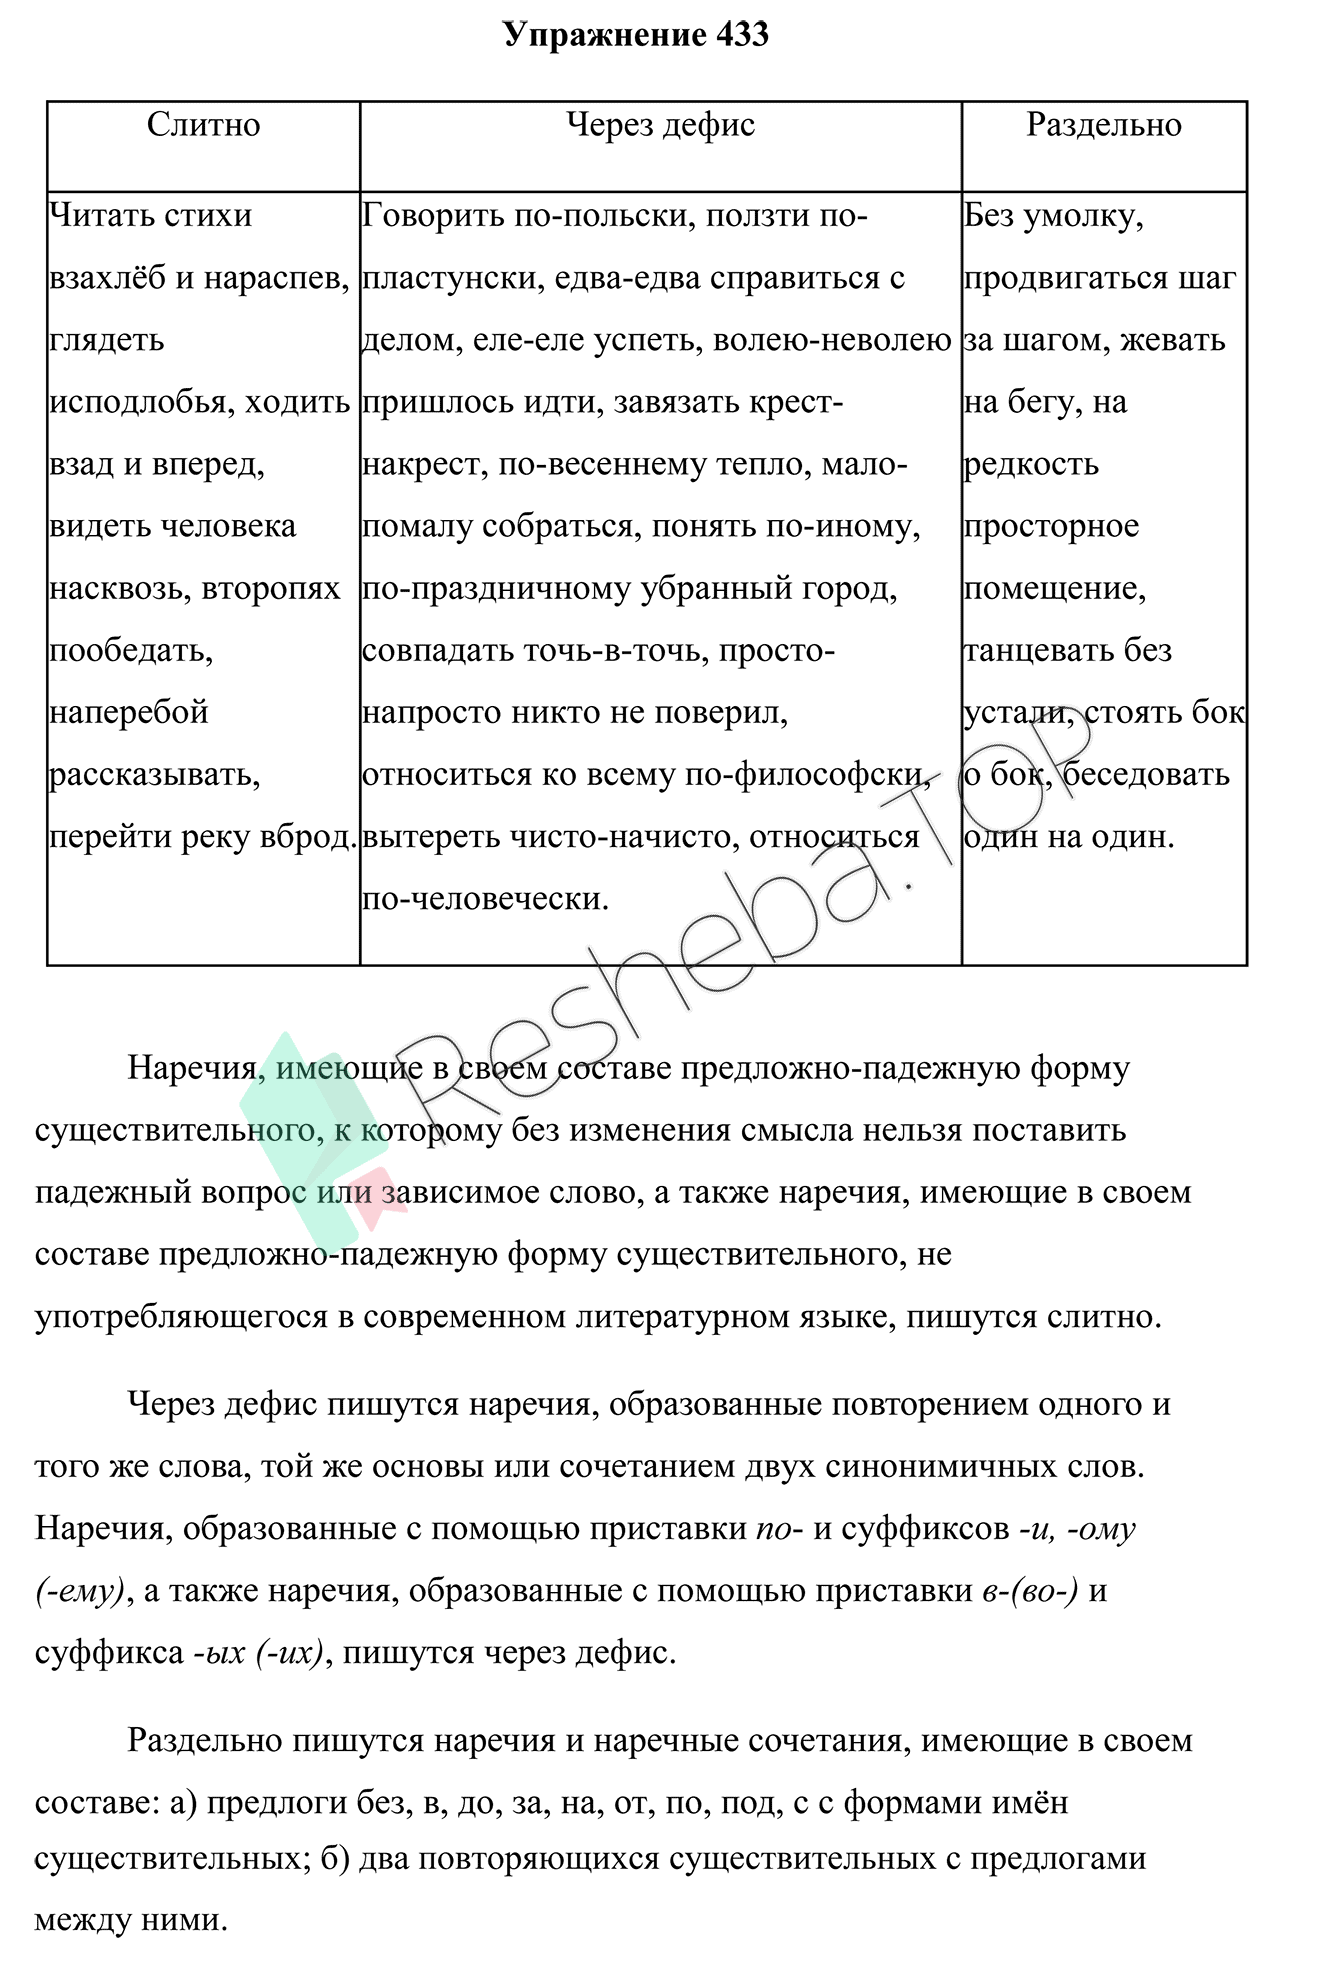 Упражнение 433
Слитно
Через дефис
Раздельно
Читать стихи
взахлёб и нараспев,
глядеть
исподлобья, ходить
взад и вперед,
видеть человека
насквозь, второпях
пообедать,
наперебой
рассказывать,
перейти реку вброд.
Говорить по-польски, ползти по-
пластунски, едва-едва справиться с
делом, еле-еле успеть, волею-неволею
пришлось идти, завязать крест-
накрест, по-весеннему тепло, мало-
помалу собраться, понять по-иному,
по-праздничному убранный город,
совпадать точь-в-точь, просто-
напросто никто не поверил,
относиться ко всему по-философски,
вытереть чисто-начисто, относиться
по-человечески.
Без умолку,
продвигаться шаг
за шагом, жевать
на бегу, на
редкость
просторное
помещение,
танцевать без
устали, стоять бок
о бок, беседовать
один на один.
Resheba.TOP
Наречия, имеющие в своем составе предложно-падежную форму
существительного, к которому без изменения смысла нельзя поставить
падежный вопрос или зависимое слово, а также наречия, имеющие в своем
составе предложно-падежную форму существительного, не
употребляющегося в современном литературном языке, пишутся слитно.
Через дефис пишутся наречия, образованные повторением одного и
того же слова, той же основы или сочетанием двух синонимичных слов.
Наречия, образованные с помощью приставки по- и суффиксов -и, -ому
(-ему), а также наречия, образованные с помощью приставки в-(во-) и
суффикса -ых (-их), пишутся через дефис.
Раздельно пишутся наречия и наречные сочетания, имеющие в своем
составе: а) предлоги без, в, до, за, на, от, по, под, с с формами имён
существительных; б) два повторяющихся существительных с предлогами
между ними.